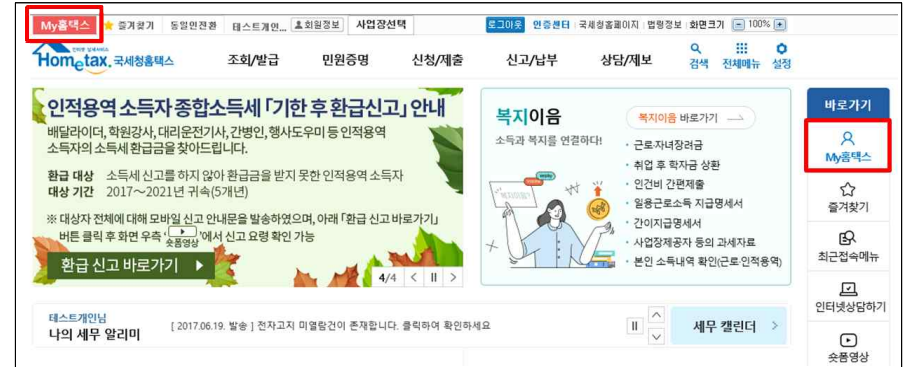 My홈택스 즐겨찾기 동일인전환 테스트개인... 회원정보 사업장선택 로그아웃 인증센터 국세청홈페이지 법령정보 화면크기 100%
Hometax. 국세청홈택스 조회/발급 민원증명 신청/제출 신고/납부 상담/제보 검색 전체메뉴 설정
인적용역 소득자 종합소득세 「기한 후 환급신고」 안내
배달라이더, 학원강사, 대리운전기사, 간병인, 행사도우미 등 인적용역
소득자의 소득세 환급금을 찾아드립니다.
환급 대상 소득세 신고를 하지 않아 환급금을 받지 못한 인적용역 소득자
대상 기간 2017～2021년 귀속(5개년)
※ 대상자 전체에 대해 모바일 신고 안내문을 발송하였으며, 아래 「환급 신고 바로가기」
버튼 클릭 후 화면 우측 '숏폼영상'에서 신고 요령 확인 가능
환급 신고 바로가기
4/4
복지이음
복지이음 바로가기
소득과 복지를 연결하다!
· 근로·자녀장려금
· 취업 후 학자금 상환
· 인건비 간편제출
· 일용근로소득 지급명세서
· 간이지급명세서
· 사업장제공자 등의 과세자료
· 본인 소득내역 확인(근로·인적용역)
바로가기
My홈택스
즐겨찾기
최근접속메뉴
인터넷상담하기
숏폼영상
테스트개인님
나의 세무 알리미
[ 2017.06.19. 발송 ] 전자고지 미열람건이 존재합니다. 클릭하여 확인하세요
세무 캘린더